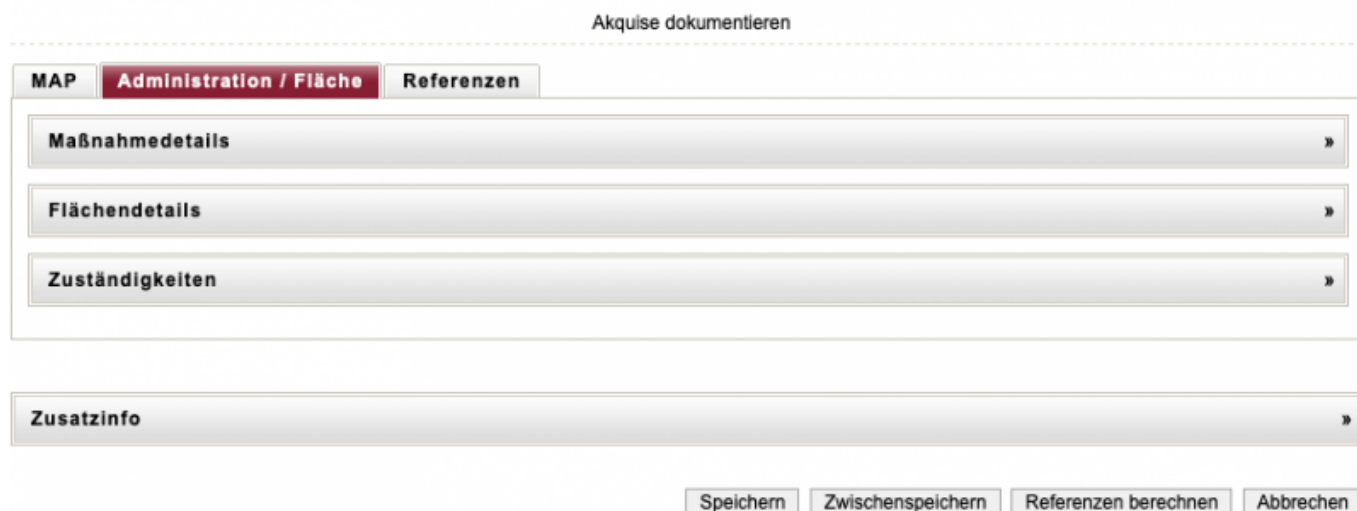 Akquise dokumentieren
MAP Administration / Fläche Referenzen
Maßnahmedetails »
Flächendetails »
Zuständigkeiten »
Zusatzinfo »
Speichern Zwischenspeichern Referenzen berechnen Abbrechen